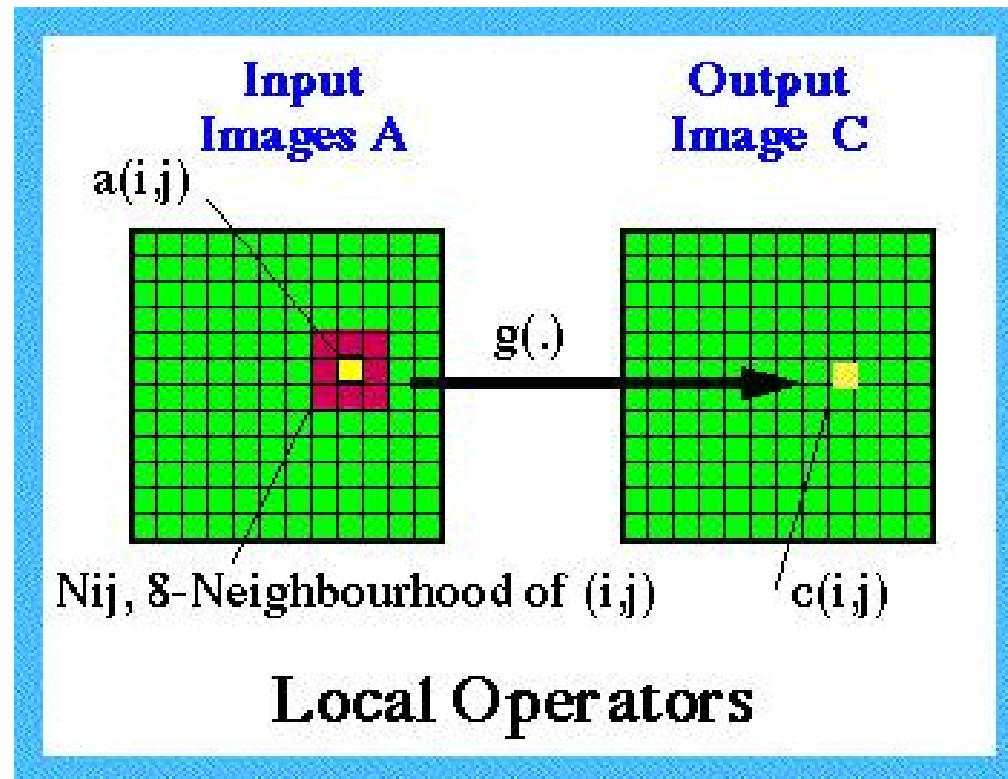 Input
Images A
Output
Image C
a(i,j)
g(.)
Nij, 8-Neighbourhood of (i,j)
c(i,j)
Local Operators